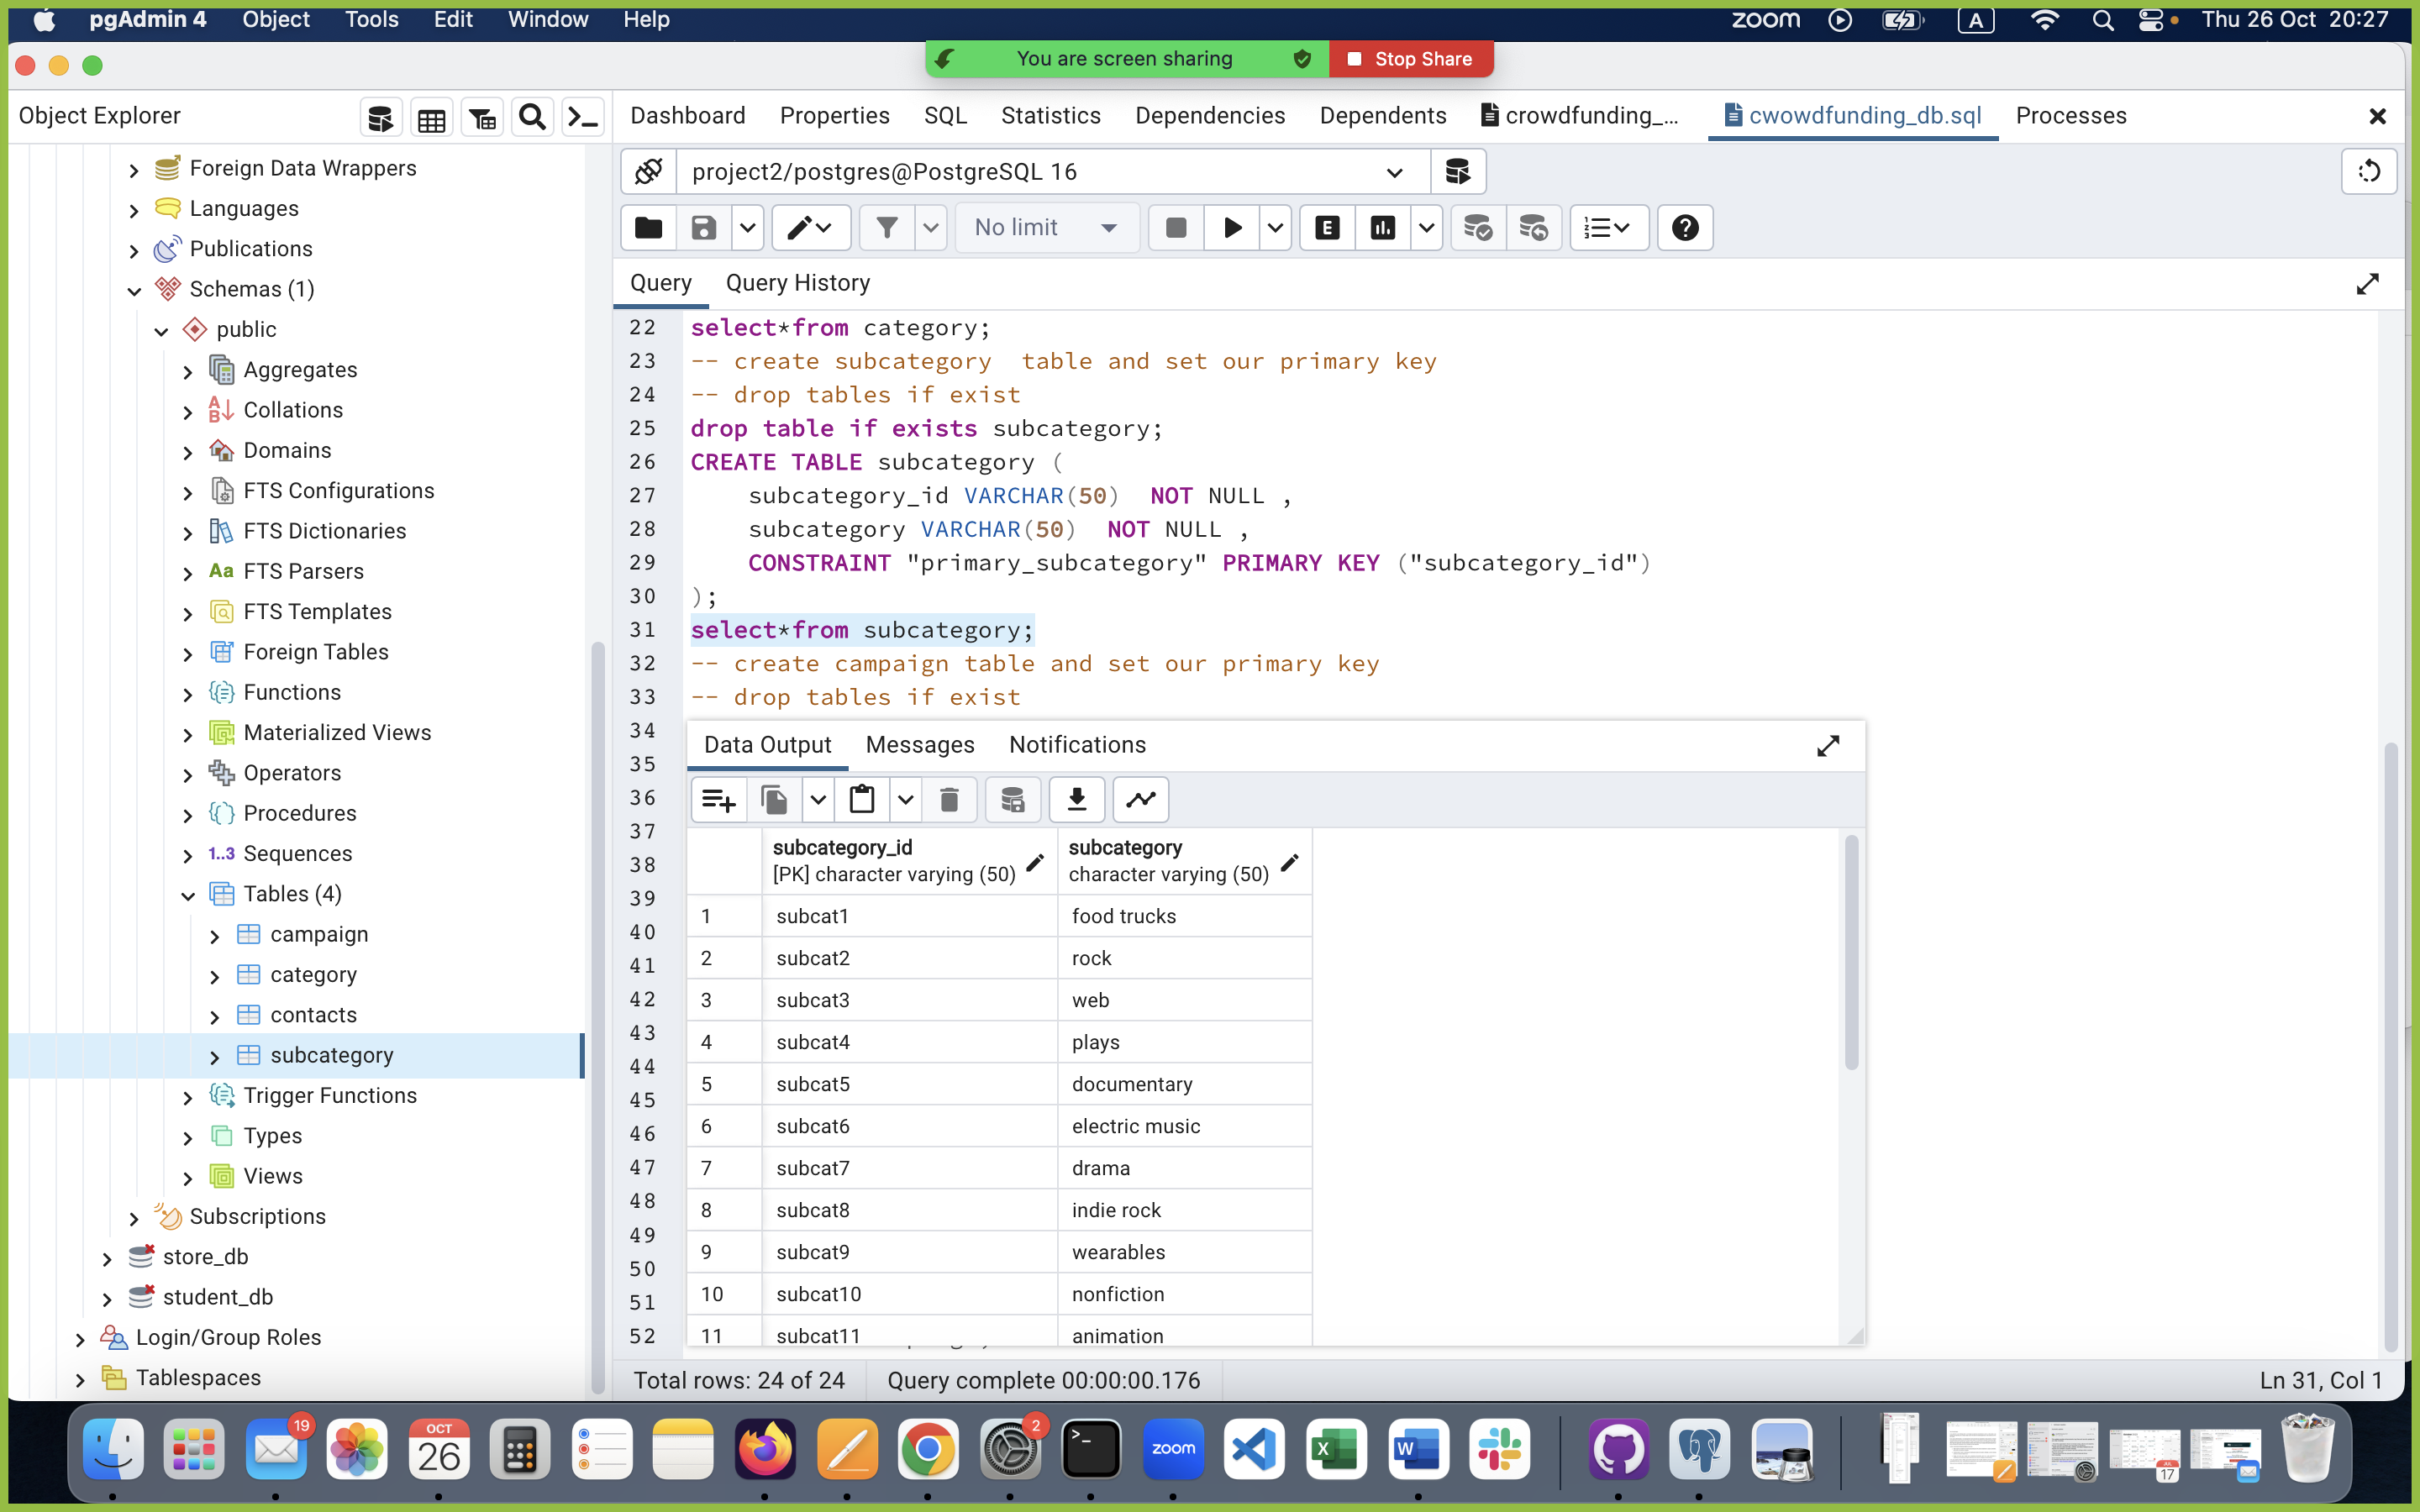 pgAdmin 4 Object Tools Edit Window Help
zoom A Thu 26 Oct 20:27
You are screen sharing Stop Share
Object Explorer
Dashboard Properties SQL Statistics Dependencies Dependents crowdfunding_... cwowdfunding_db.sql Processes
project2/postgres@PostgreSQL 16
No limit
E
Query Query History
Foreign Data Wrappers
Languages
Publications
Schemas (1)
public
Aggregates
Collations
Domains
FTS Configurations
FTS Dictionaries
Aa FTS Parsers
FTS Templates
Foreign Tables
Functions
Materialized Views
Operators
Procedures
1..3 Sequences
Tables (4)
campaign
category
contacts
subcategory
Trigger Functions
Types
Views
Subscriptions
store_db
student_db
Login/Group Roles
Tablespaces
22 select*from category;
23 -- create subcategory  table and set our primary key
24 -- drop tables if exist
25 drop table if exists subcategory;
26 CREATE TABLE subcategory (
27 subcategory_id VARCHAR(50)  NOT NULL ,
28 subcategory VARCHAR(50)  NOT NULL ,
29 CONSTRAINT "primary_subcategory" PRIMARY KEY ("subcategory_id")
30 );
31 select*from subcategory;
32 -- create campaign table and set our primary key
33 -- drop tables if exist
34
35
36
37
38
39
40
41
42
43
44
45
46
47
48
49
50
51
52
Data Output Messages Notifications
subcategory_id subcategory
[PK] character varying (50) character varying (50)
1 subcat1 food trucks
2 subcat2 rock
3 subcat3 web
4 subcat4 plays
5 subcat5 documentary
6 subcat6 electric music
7 subcat7 drama
8 subcat8 indie rock
9 subcat9 wearables
10 subcat10 nonfiction
11 subcat11 animation
Total rows: 24 of 24 Query complete 00:00:00.176 Ln 31, Col 1
19 OCT 26 2 >_ zoom X W 17